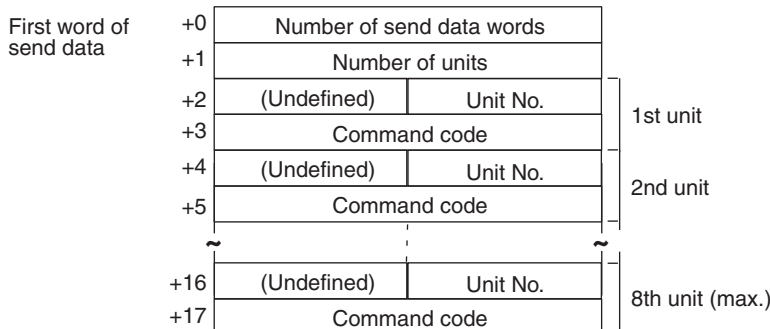 First word of
send data
+0 Number of send data words
+1 Number of units
+2 (Undefined) Unit No.
+3 Command code
1st unit
+4 (Undefined) Unit No.
+5 Command code
2nd unit
~ ~
+16 (Undefined) Unit No.
+17 Command code
8th unit (max.)